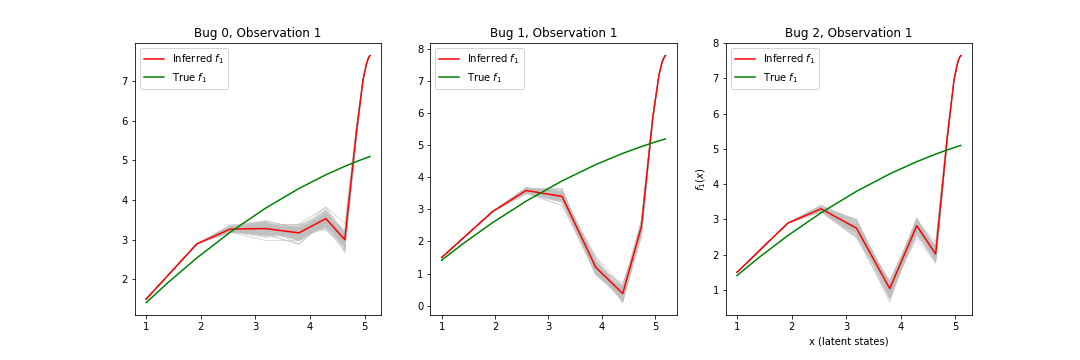 Bug 0, Observation 1
Inferred f₁
True f₁
7
6
5
4
3
2
1 2 3 4 5
Bug 1, Observation 1
Inferred f₁
True f₁
8
7
6
5
4
3
2
1
0
1 2 3 4 5
Bug 2, Observation 1
Inferred f₁
True f₁
f₁(x)
8
7
6
5
4
3
2
1
1 2 3 4 5
x (latent states)